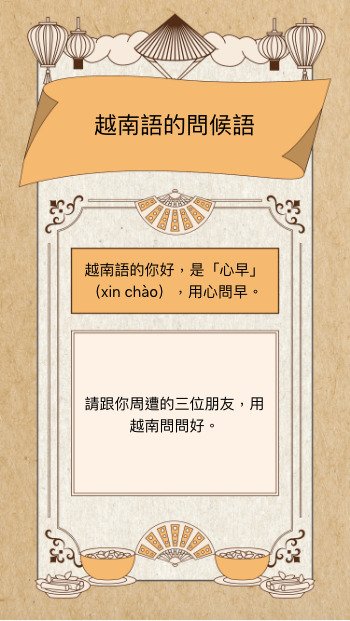 越南語的問候語
越南語的你好，是「心早」
（xin chào），用心問早。
請跟你周遭的三位朋友，用
越南問問好。